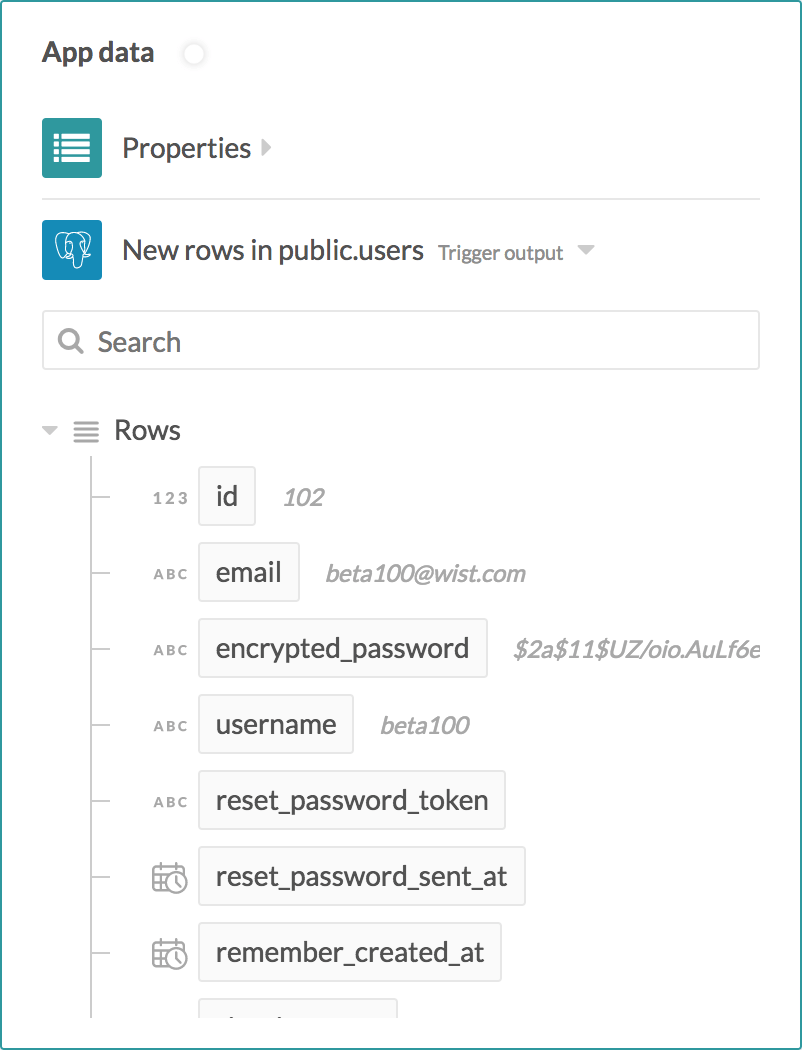 App data
Properties
New rows in public.users Trigger output
Search
Rows
123 id 102
ABC email beta100@wist.com
ABC encrypted_password $2a$11$UZ/oio.AuLf6e
ABC username beta100
ABC reset_password_token
reset_password_sent_at
remember_created_at